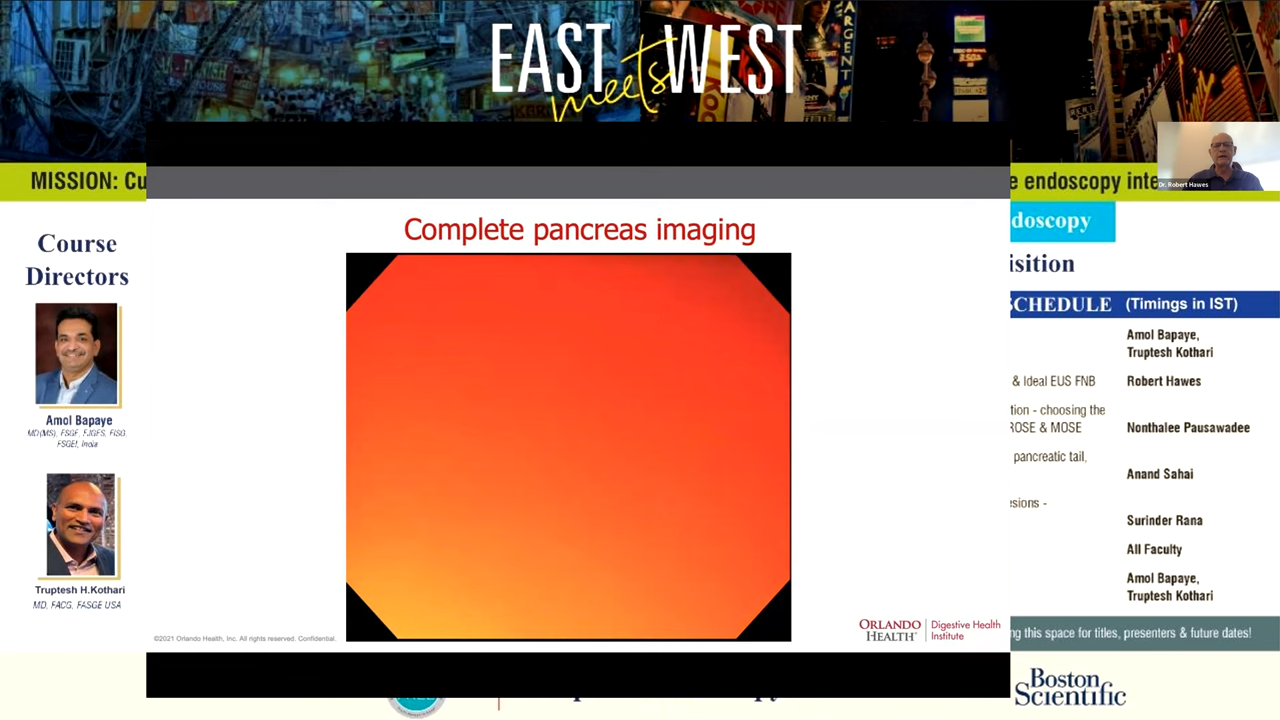 EAST meets WEST
MISSION: Cu
e endoscopy inte
Dr. Robert Hawes
doscopy
isition
Course
Directors
Amol Bapaye
MD(MS), FSGE, FJGES, FISG,
FSGEI, India
Truptesh H.Kothari
MD, FACG, FASGE USA
Complete pancreas imaging
©2021 Orlando Health, Inc. All rights reserved. Confidential.
ORLANDO
HEALTH®
Digestive Health
Institute
SCHEDULE (Timings in IST)
Amol Bapaye,
Truptesh Kothari
& Ideal EUS FNB Robert Hawes
tion - choosing the
ROSE & MOSE Nonthalee Pausawadee
pancreatic tail,
Anand Sahai
esions -
Surinder Rana
All Faculty
Amol Bapaye,
Truptesh Kothari
ng this space for titles, presenters & future dates!
Boston
Scientific